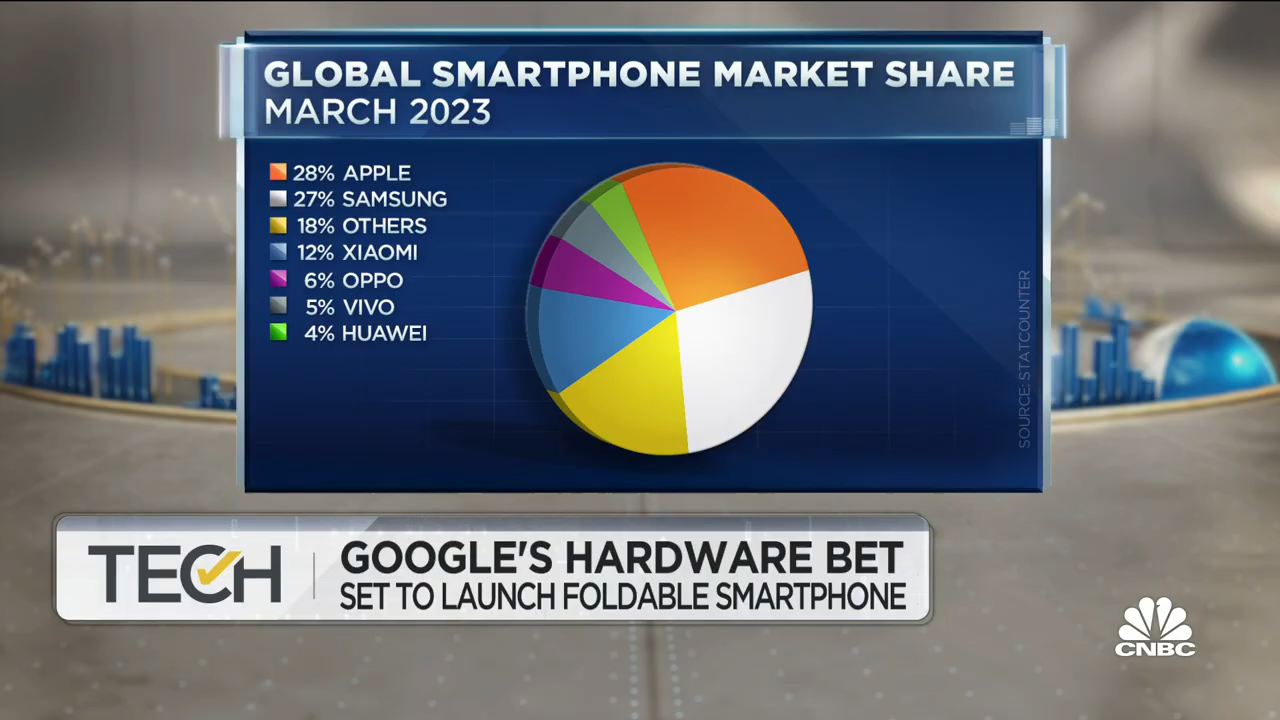 GLOBAL SMARTPHONE MARKET SHARE
MARCH 2023
28% APPLE
27% SAMSUNG
18% OTHERS
12% XIAOMI
6% OPPO
5% VIVO
4% HUAWEI
SOURCE: STATCOUNTER
TECH
GOOGLE'S HARDWARE BET
SET TO LAUNCH FOLDABLE SMARTPHONE
CNBC